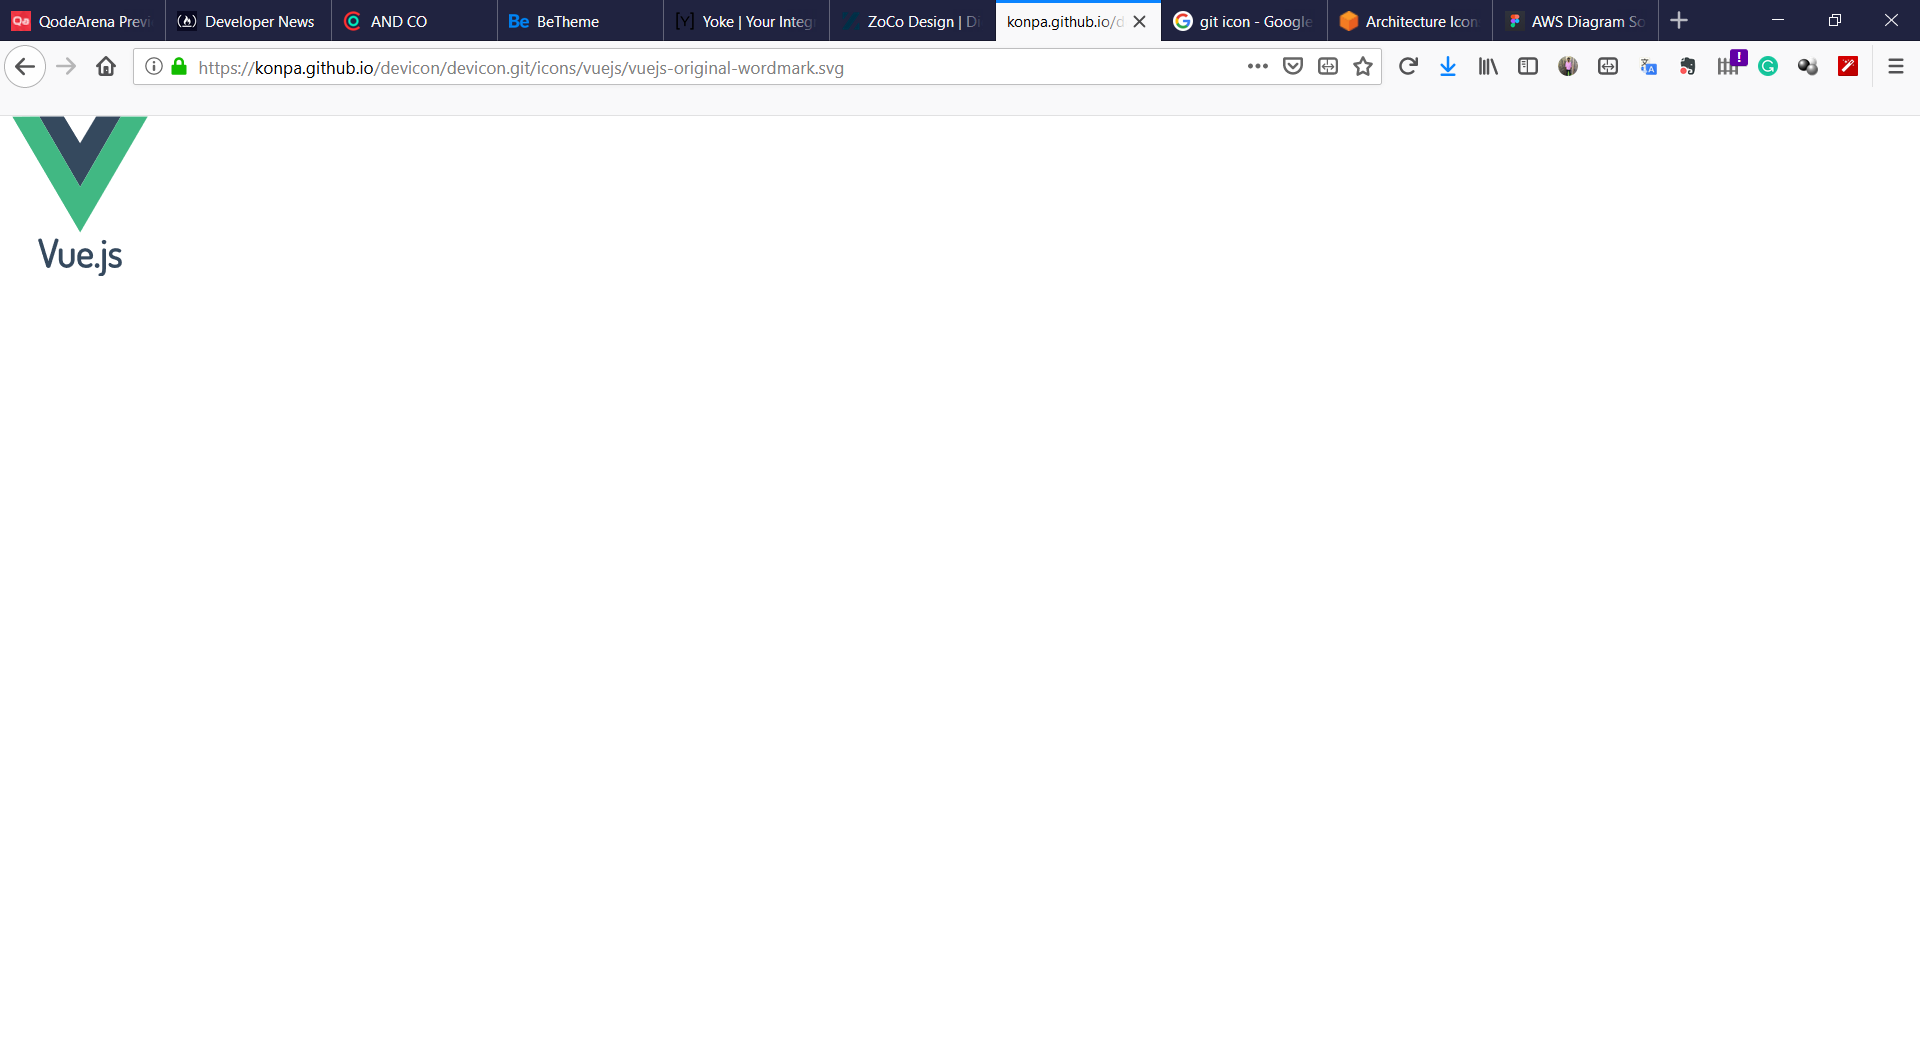 QodeArena Previ
Developer News
AND CO
Be BeTheme
[Y] Yoke | Your Integ
ZoCo Design | Di
konpa.github.io/d
git icon - Google
Architecture Icon
AWS Diagram So
https://konpa.github.io/devicon/devicon.git/icons/vuejs/vuejs-original-wordmark.svg
Vue.js